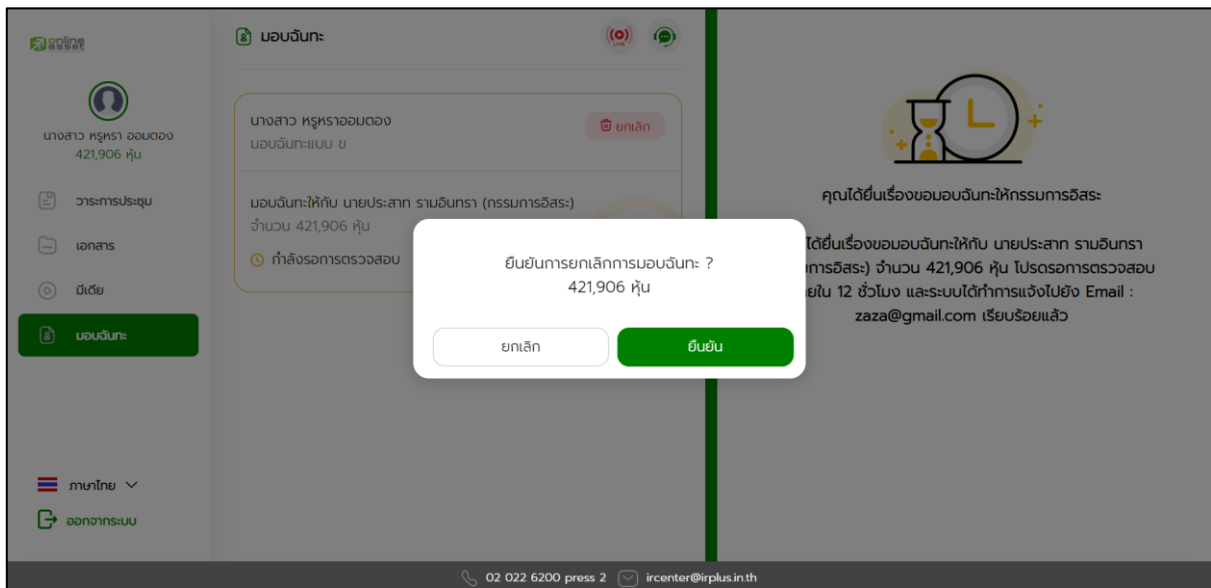 online
asset
นางสาว หรูหรา ออมตอง
421,906 หุ้น
วาระการประชุม
เอกสาร
มีเดีย
มอบฉันทะ
ภาษาไทย
ออกจากระบบ
มอบฉันทะ
LIVE
นางสาว หรูหราออมตอง
มอบฉันทะแบบ ข
ยกเลิก
มอบฉันทะให้กับ นายประสาท รามอินทรา (กรรมการอิสระ)
จำนวน 421,906 หุ้น
กำลังรอการตรวจสอบ
ยืนยันการยกเลิกการมอบฉันทะ ?
421,906 หุ้น
ยกเลิก
ยืนยัน
คุณได้ยื่นเรื่องขอมอบฉันทะให้กรรมการอิสระ
ได้ยื่นเรื่องขอมอบฉันทะให้กับ นายประสาท รามอินทรา
การอิสระ) จำนวน 421,906 หุ้น โปรดรอการตรวจสอบ
ยใน 12 ชั่วโมง และระบบได้ทำการแจ้งไปยัง Email :
zaza@gmail.com เรียบร้อยแล้ว
02 022 6200 press 2 ircenter@irplus.in.th